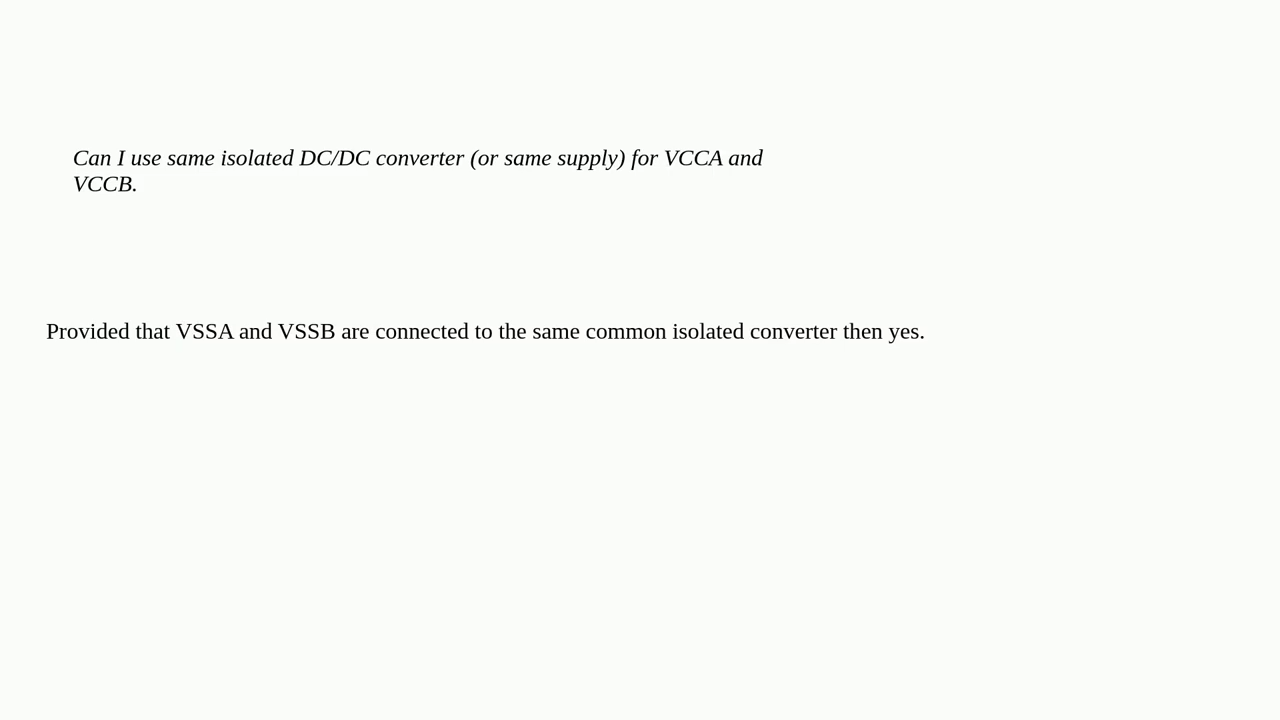 Can I use same isolated DC/DC converter (or same supply) for VCCA and
VCCB.
Provided that VSSA and VSSB are connected to the same common isolated converter then yes.